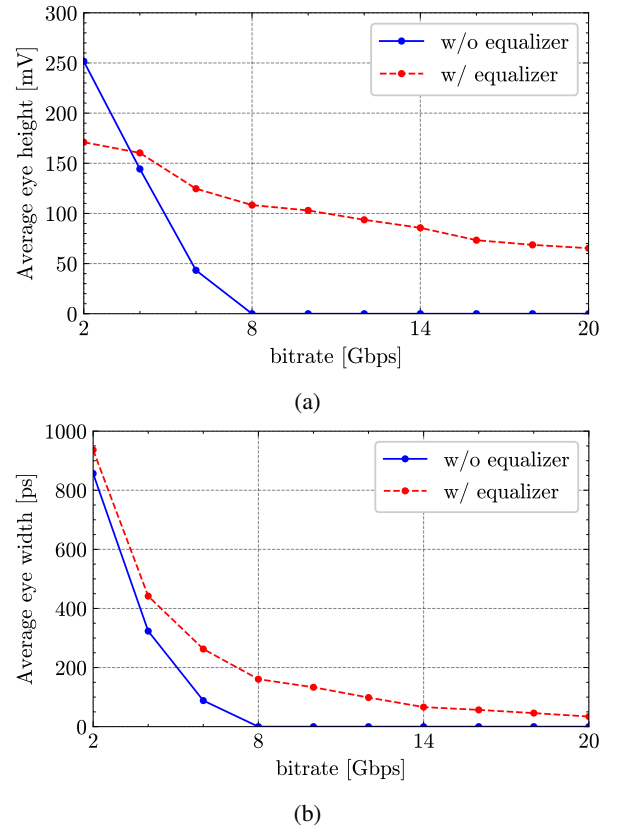 300
250
200
150
100
50
0
Average eye height [mV]
w/o equalizer
w/ equalizer
2 8 14 20
bitrate [Gbps]
(a)
1000
800
600
400
200
0
Average eye width [ps]
w/o equalizer
w/ equalizer
2 8 14 20
bitrate [Gbps]
(b)